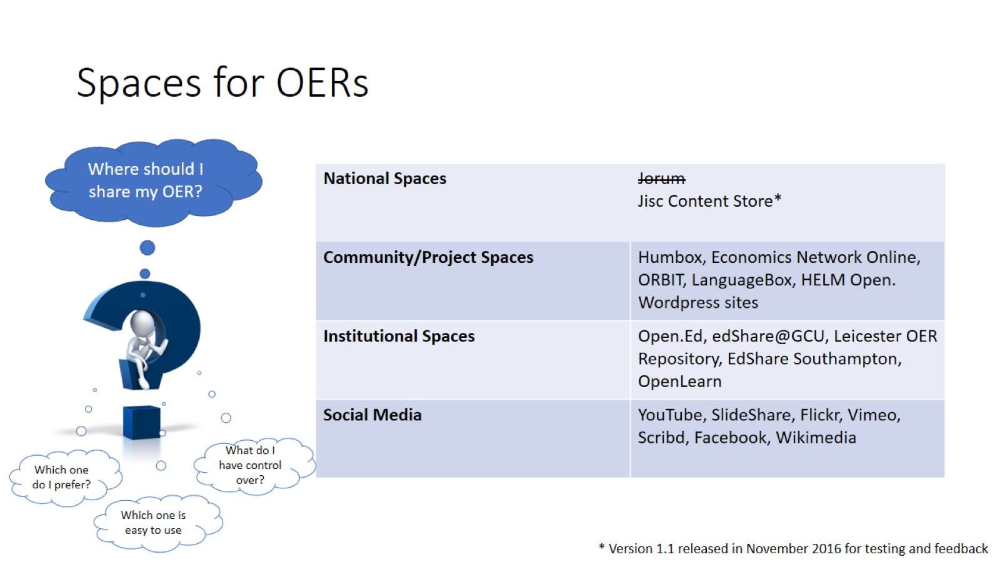 Spaces for OERs
Where should I
share my OER?
National Spaces
Jorum
Jisc Content Store*
Community/Project Spaces
Humbox, Economics Network Online,
ORBIT, LanguageBox, HELM Open.
Wordpress sites
Institutional Spaces
Open.Ed, edShare@GCU, Leicester OER
Repository, EdShare Southampton,
OpenLearn
Social Media
YouTube, SlideShare, Flickr, Vimeo,
Scribd, Facebook, Wikimedia
Which one
do I prefer?
What do I
have control
over?
Which one is
easy to use
* Version 1.1 released in November 2016 for testing and feedback